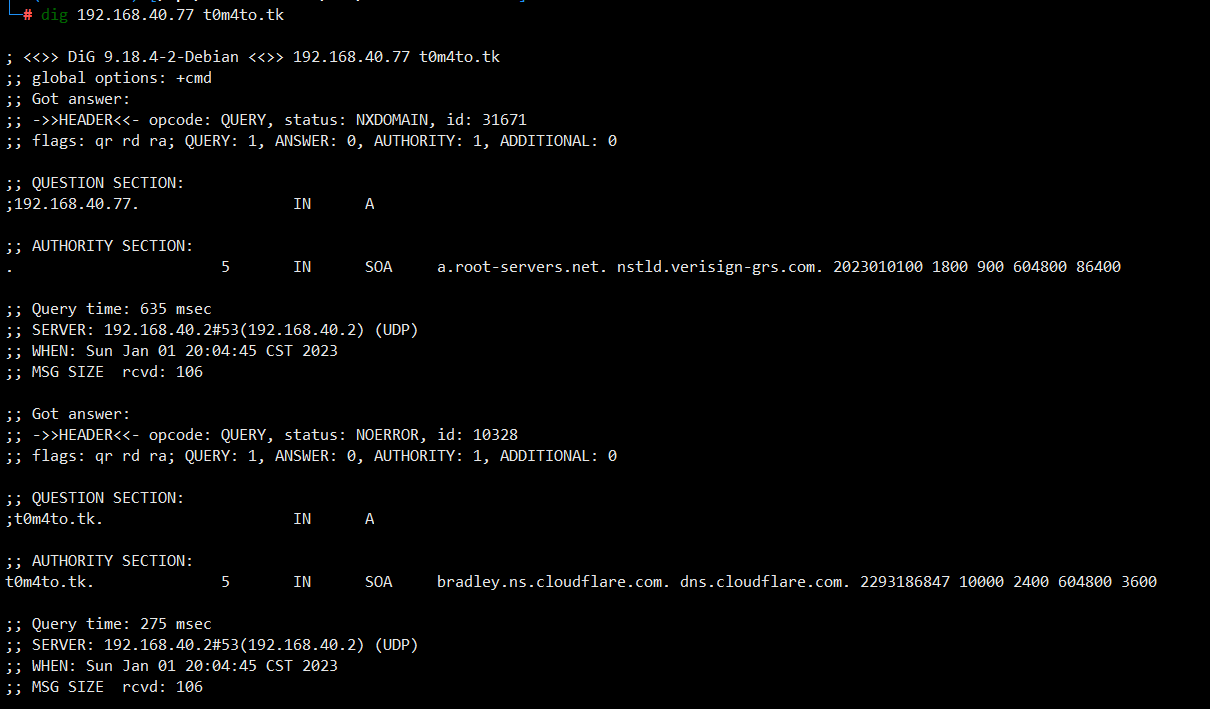 └─# dig 192.168.40.77 t0m4to.tk

; <<>> DiG 9.18.4-2-Debian <<>> 192.168.40.77 t0m4to.tk
;; global options: +cmd
;; Got answer:
;; ->>HEADER<<- opcode: QUERY, status: NXDOMAIN, id: 31671
;; flags: qr rd ra; QUERY: 1, ANSWER: 0, AUTHORITY: 1, ADDITIONAL: 0

;; QUESTION SECTION:
;192.168.40.77.                 IN      A

;; AUTHORITY SECTION:
.                       5       IN      SOA     a.root-servers.net. nstld.verisign-grs.com. 2023010100 1800 900 604800 86400

;; Query time: 635 msec
;; SERVER: 192.168.40.2#53(192.168.40.2) (UDP)
;; WHEN: Sun Jan 01 20:04:45 CST 2023
;; MSG SIZE  rcvd: 106

;; Got answer:
;; ->>HEADER<<- opcode: QUERY, status: NOERROR, id: 10328
;; flags: qr rd ra; QUERY: 1, ANSWER: 0, AUTHORITY: 1, ADDITIONAL: 0

;; QUESTION SECTION:
;t0m4to.tk.                     IN      A

;; AUTHORITY SECTION:
t0m4to.tk.              5       IN      SOA     bradley.ns.cloudflare.com. dns.cloudflare.com. 2293186847 10000 2400 604800 3600

;; Query time: 275 msec
;; SERVER: 192.168.40.2#53(192.168.40.2) (UDP)
;; WHEN: Sun Jan 01 20:04:45 CST 2023
;; MSG SIZE  rcvd: 106